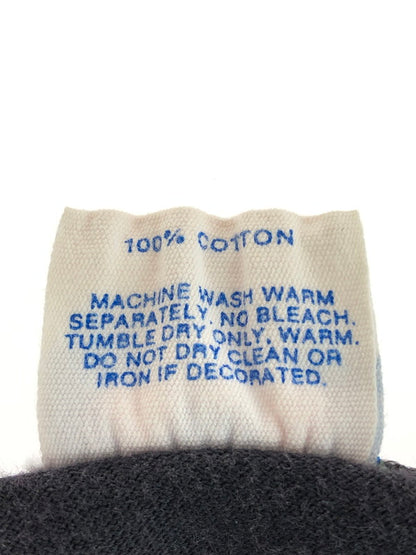 100% COTTON
MACHINE WASH WARM
SEPARATELY. NO BLEACH.
TUMBLE DRY ONLY, WARM.
DO NOT DRY CLEAN OR
IRON IF DECORATED.